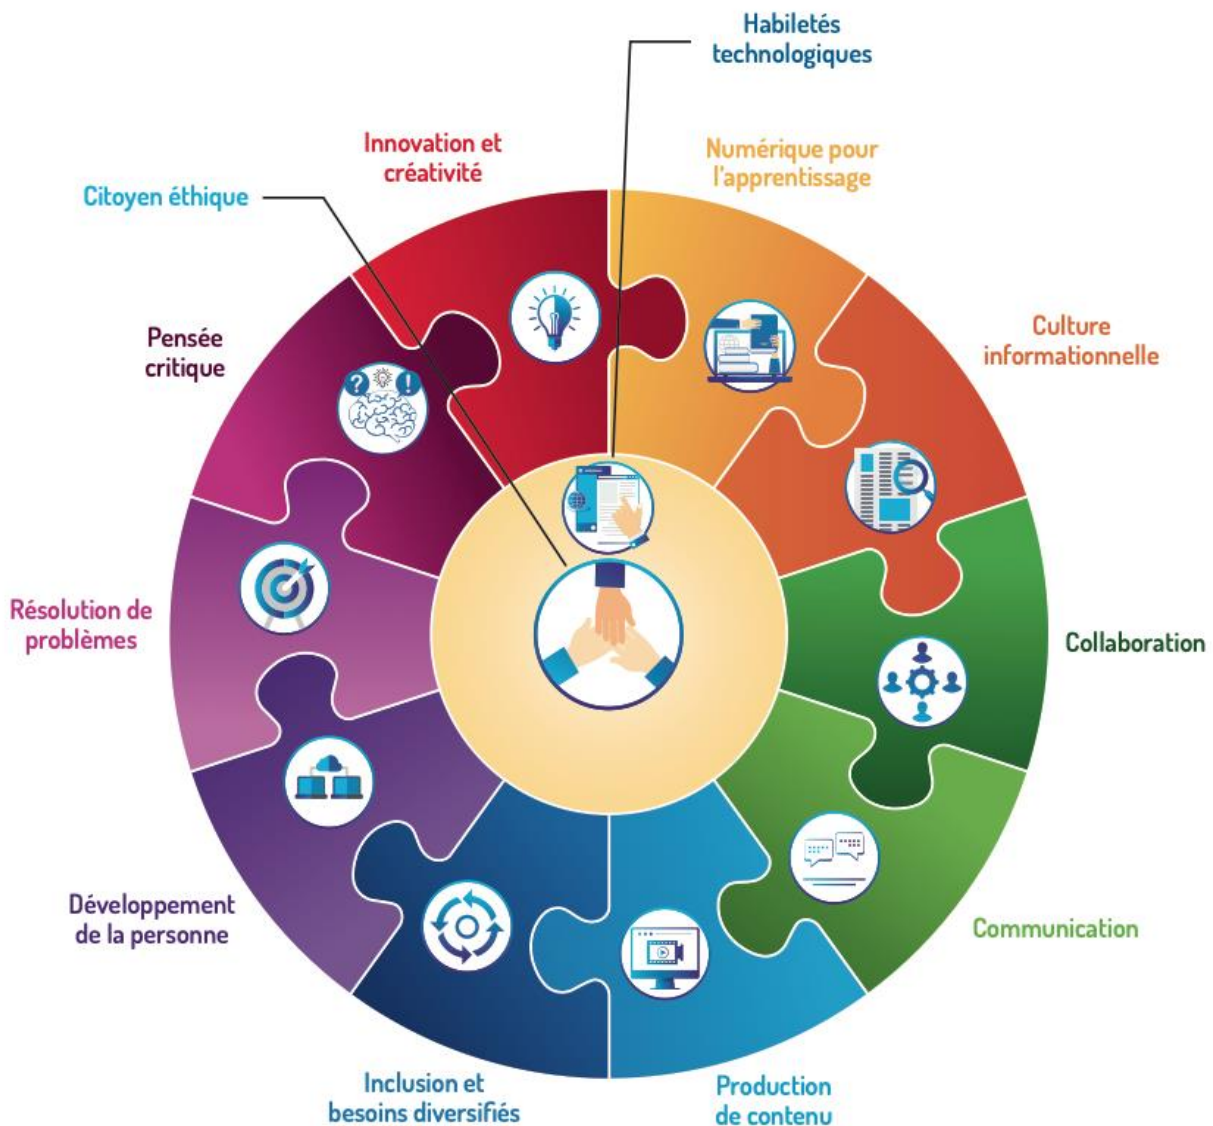 Habiletés
technologiques
Innovation et
créativité
Numérique pour
l'apprentissage
Citoyen éthique
Pensée
critique
Culture
informationnelle
?
!
Résolution de
problèmes
Collaboration
Développement
de la personne
Communication
Inclusion et
besoins diversifiés
Production
de contenu